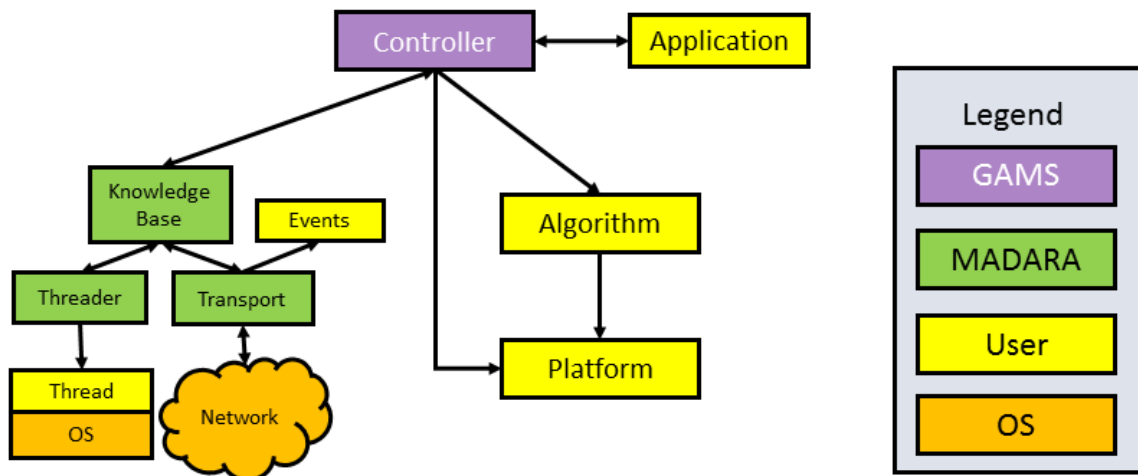 Controller
Application
Knowledge
Base
Events
Algorithm
Threader
Transport
Platform
Thread
OS
Network
Legend
GAMS
MADARA
User
OS